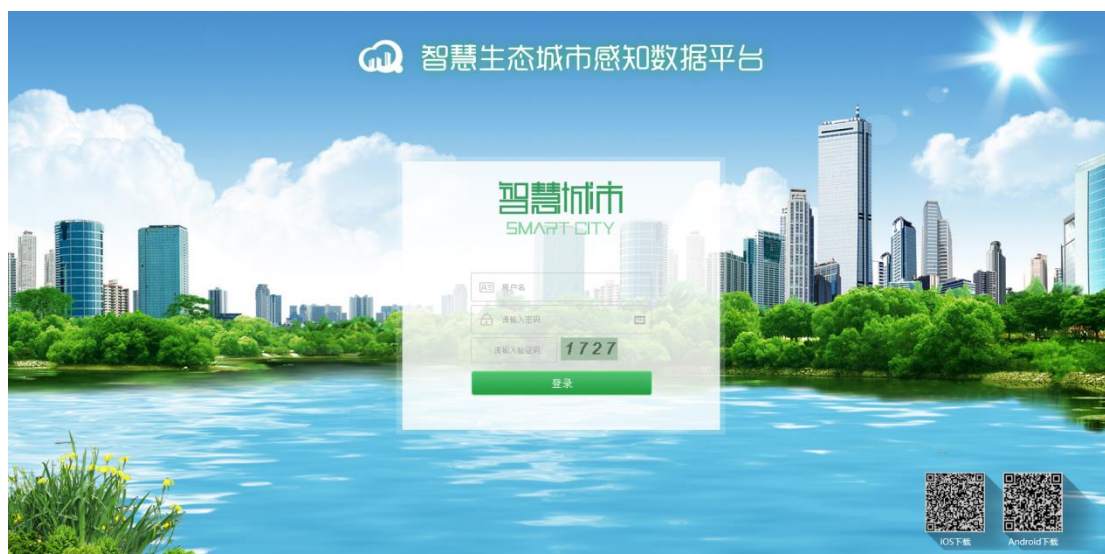 智慧生态城市感知数据平台
智慧城市
SMART CITY
用户名
请输入密码
请输入验证码 1727
登录
iOS下载 Android下载